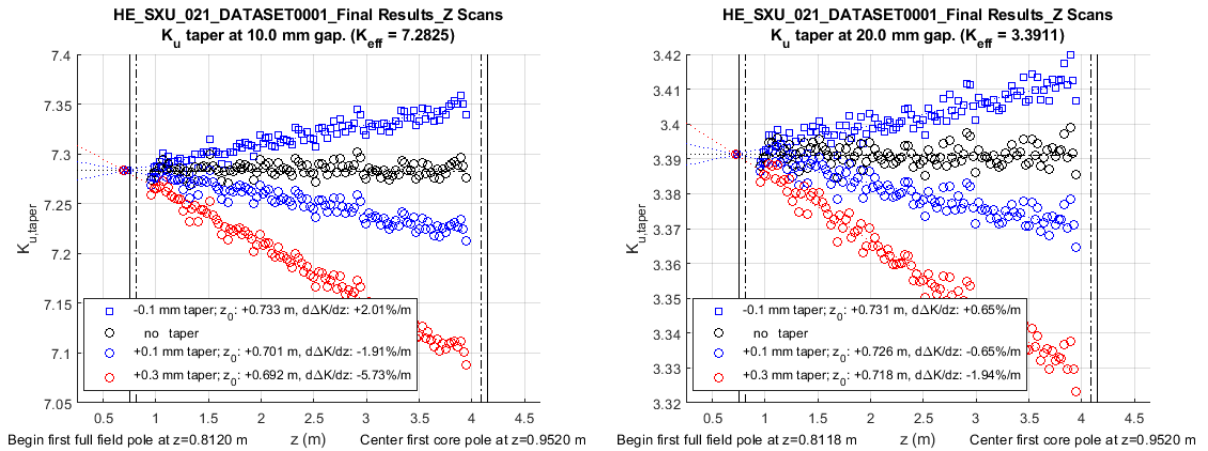 HE_SXU_021_DATASET0001_Final Results_Z Scans
K_u taper at 10.0 mm gap. (K_eff = 7.2825)
7.4
7.35
7.3
7.25
7.2
7.15
7.1
7.05
K_u,taper
-0.1 mm taper; z_0: +0.733 m, dΔK/dz: +2.01%/m
no taper
+0.1 mm taper; z_0: +0.701 m, dΔK/dz: -1.91%/m
+0.3 mm taper; z_0: +0.692 m, dΔK/dz: -5.73%/m
0.5 1 1.5 2 2.5 3 3.5 4 4.5
Begin first full field pole at z=0.8120 m z (m) Center first core pole at z=0.9520 m
HE_SXU_021_DATASET0001_Final Results_Z Scans
K_u taper at 20.0 mm gap. (K_eff = 3.3911)
3.42
3.41
3.4
3.39
3.38
3.37
3.36
3.35
3.34
3.33
3.32
K_u,taper
-0.1 mm taper; z_0: +0.731 m, dΔK/dz: +0.65%/m
no taper
+0.1 mm taper; z_0: +0.726 m, dΔK/dz: -0.65%/m
+0.3 mm taper; z_0: +0.718 m, dΔK/dz: -1.94%/m
0.5 1 1.5 2 2.5 3 3.5 4 4.5
Begin first full field pole at z=0.8118 m z (m) Center first core pole at z=0.9520 m